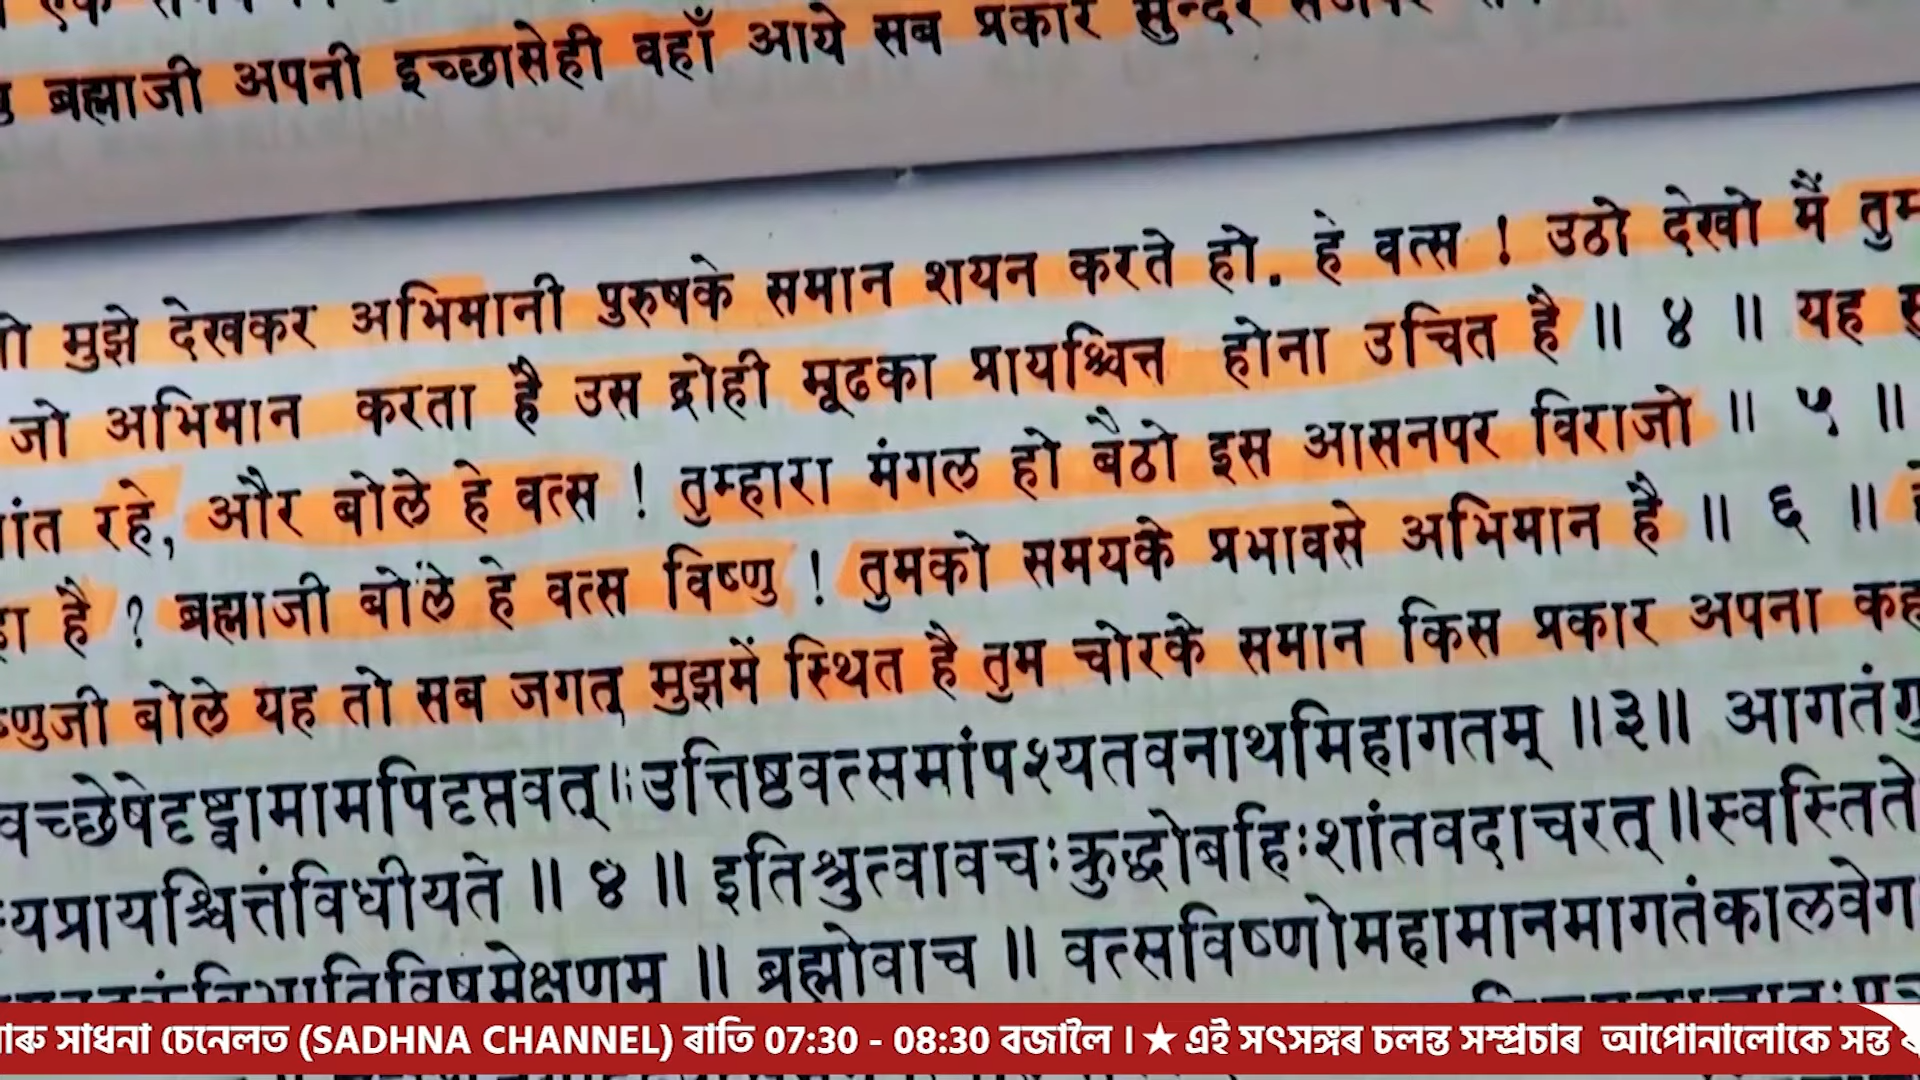 ब्रह्माजी अपनी इच्छासेही वहाँ आये सब प्रकार सुन्दर
मुझे देखकर अभिमानी पुरुषके समान शयन करते हो. हे वत्स ! उठो देखो मैं तुम
जो अभिमान करता है उस द्रोही मूढका प्रायश्चित्त होना उचित है ॥ ४ ॥ यह
शांत रहे, और बोले हे वत्स ! तुम्हारा मंगल हो बैठो इस आसनपर विराजो ॥ ५ ॥
है ? ब्रह्माजी बोले हे वत्स विष्णु ! तुमको समयके प्रभावसे अभिमान है ॥ ६ ॥
ष्णुजी बोले यह तो सब जगत् मुझमें स्थित है तुम चोरके समान किस प्रकार अपना कह
वच्छेषेदृष्ट्वामामपिदृप्तवत्॥उत्तिष्ठवत्समांपश्यतवनाथमिहागतम् ॥३॥ आगतंगु
यप्रायश्चित्तंविधीयते ॥ ४ ॥ इतिश्रुत्वावचःक्रुद्धोबहिःशांतवदाचरत्॥स्वस्तिते
॥ ब्रह्मोवाच ॥ वत्सविष्णोमहामानमागतंकालवेग
সাধনা চেনেলত (SADHNA CHANNEL) ৰাতি 07:30 - 08:30 বজালৈ । ★ এই সৎসঙ্গৰ চলন্ত সম্প্ৰচাৰ আপোনালোকে সন্ত